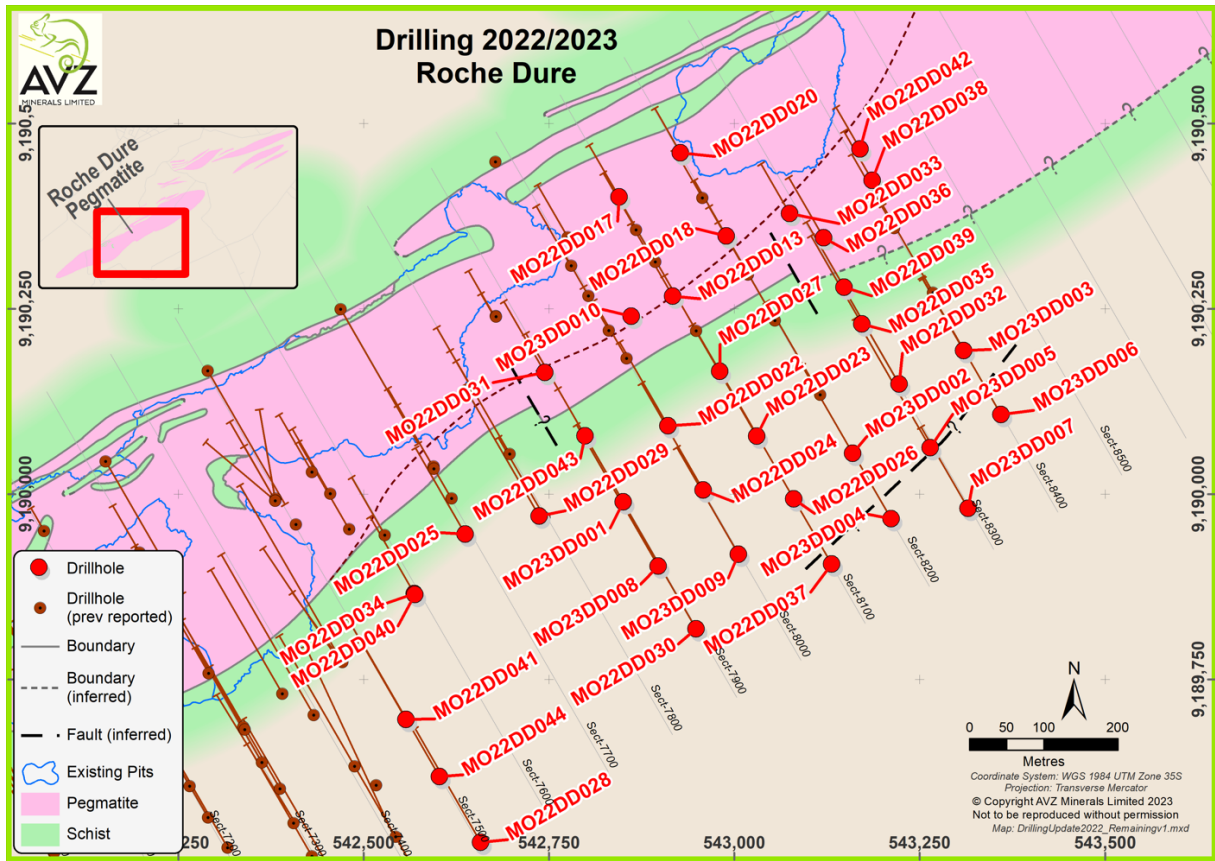 Drilling 2022/2023
Roche Dure
AVZ
MINERALS LIMITED
Roche Dure
Pegmatite
MO22DD042
MO22DD038
MO22DD020
MO22DD033
MO22DD036
MO22DD017
MO22DD018
MO22DD013
MO22DD039
MO22DD035
MO22DD032
MO23DD003
MO23DD010
MO22DD027
MO22DD031
MO22DD022
MO22DD023
MO23DD002
MO23DD005
MO23DD006
MO22DD043
MO22DD029
MO22DD024
MO22DD026
MO23DD007
MO22DD025
MO23DD001
MO23DD004
MO22DD034
MO22DD040
MO23DD008
MO23DD009
MO22DD037
MO22DD041
MO22DD030
MO22DD044
MO22DD028
Sect-8500
Sect-8400
Sect-8300
Sect-8200
Sect-8100
Sect-8000
Sect-7900
Sect-7800
Sect-7700
Sect-7600
Sect-7500
Sect-7400
Sect-7300
Sect-7200
?
?
?
?
?
?
9,190,5
9,190,250
9,190,000
9,190,500
9,190,250
9,190,000
9,189,750
250
542,500
542,750
543,000
543,250
543,500
Drillhole
Drillhole
(prev reported)
Boundary
Boundary
(inferred)
Fault (inferred)
Existing Pits
Pegmatite
Schist
N
0 50 100 200
Metres
Coordinate System: WGS 1984 UTM Zone 35S
Projection: Transverse Mercator
© Copyright AVZ Minerals Limited 2023
Not to be reproduced without permission
Map: DrillingUpdate2022_Remainingv1.mxd